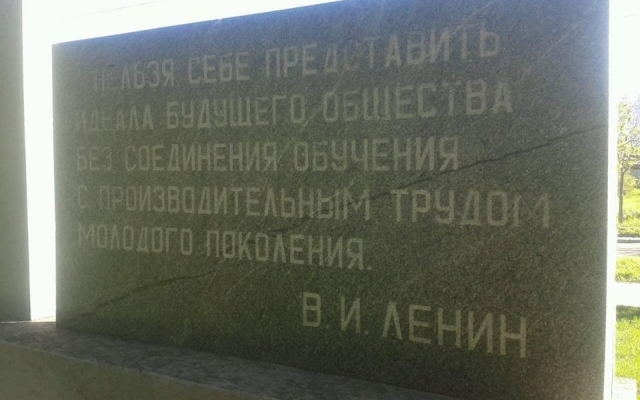 НЕЛЬЗЯ СЕБЕ ПРЕДСТАВИТЬ
ИДЕАЛА БУДУЩЕГО ОБЩЕСТВА
БЕЗ СОЕДИНЕНИЯ ОБУЧЕНИЯ
С ПРОИЗВОДИТЕЛЬНЫМ ТРУДОМ
МОЛОДОГО ПОКОЛЕНИЯ.
В. И. ЛЕНИН